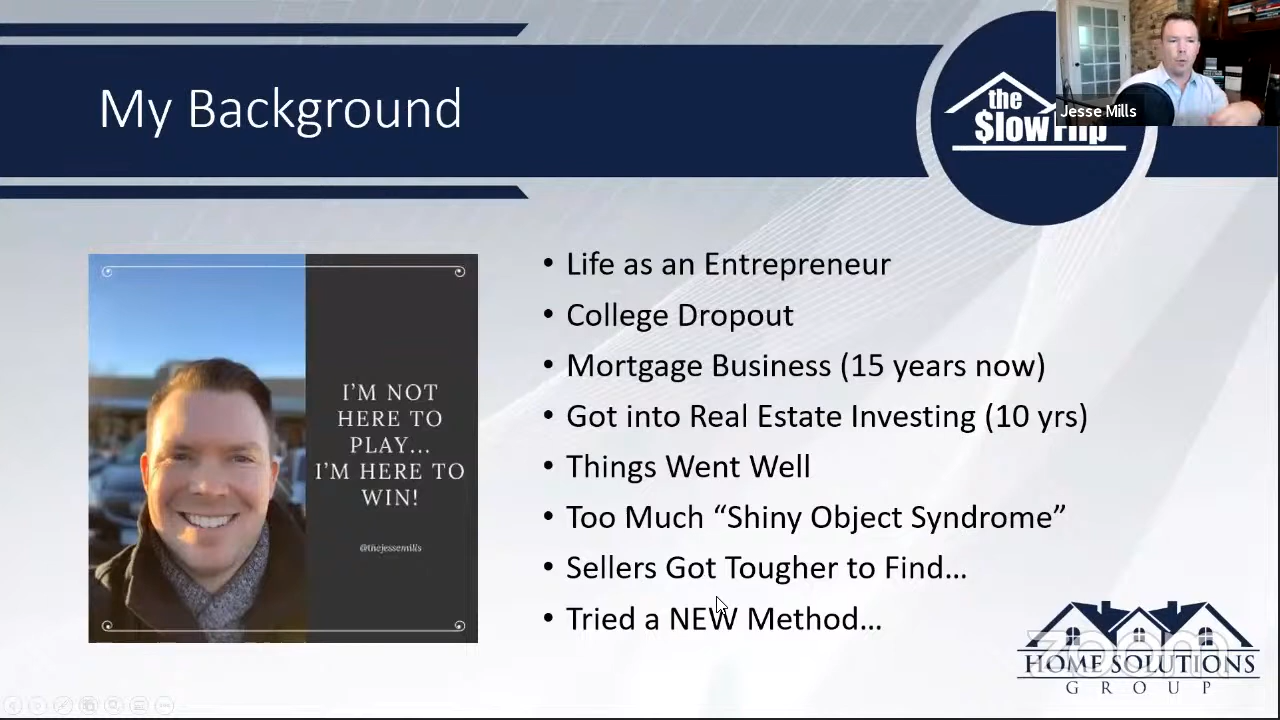 My Background
the
$low Flip
Jesse Mills
I'M NOT
HERE TO
PLAY...
I'M HERE TO
WIN!
@thejessemills
• Life as an Entrepreneur
• College Dropout
• Mortgage Business (15 years now)
• Got into Real Estate Investing (10 yrs)
• Things Went Well
• Too Much “Shiny Object Syndrome”
• Sellers Got Tougher to Find…
• Tried a NEW Method…
zoom
HOME SOLUTIONS
GROUP